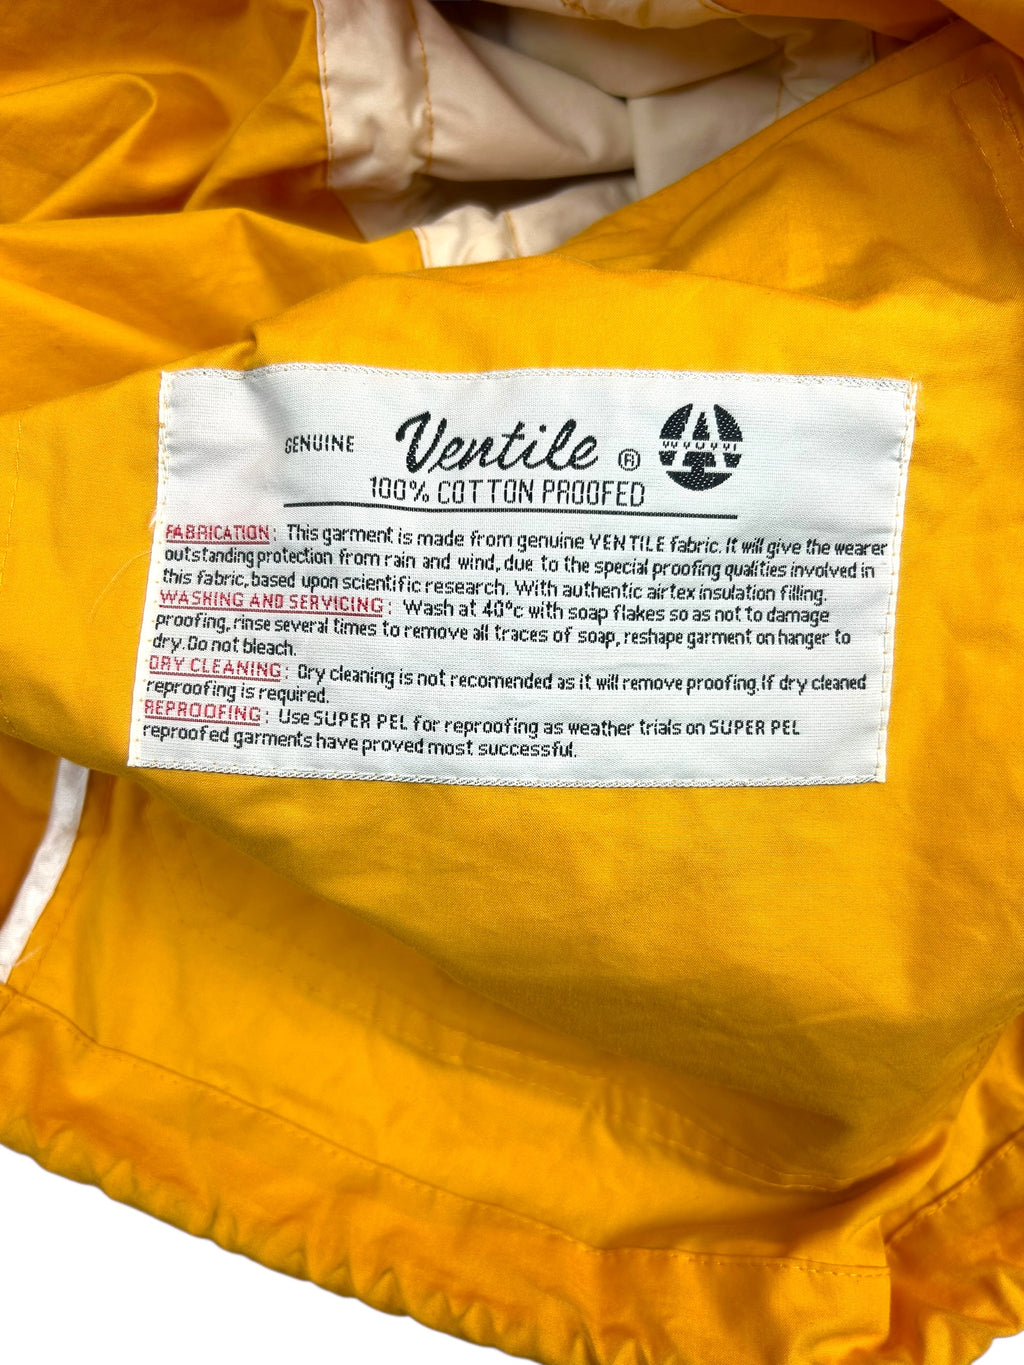 GENUINE Ventile ® A
100% COTTON PROOFED
FABRICATION: This garment is made from genuine VENTILE fabric. It will give the wearer
outstanding protection from rain and wind, due to the special proofing qualities involved in
this fabric, based upon scientific research. With authentic airtex insulation filling.
WASHING AND SERVICING: Wash at 40°c with soap flakes so as not to damage
proofing, rinse several times to remove all traces of soap, reshape garment on hanger to
dry. Do not bleach.
DRY CLEANING: Dry cleaning is not recomended as it will remove proofing. If dry cleaned
reproofing is required.
REPROOFING: Use SUPER PEL for reproofing as weather trials on SUPER PEL
reproofed garments have proved most successful.